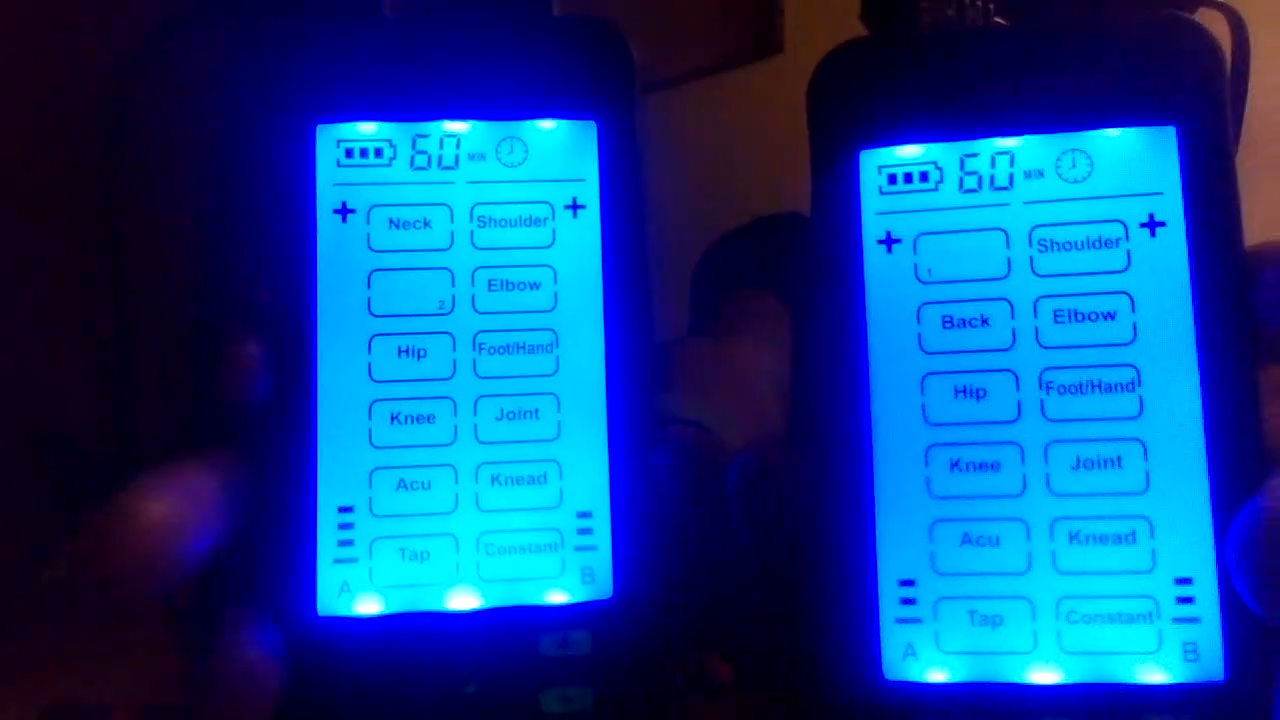 60 MIN
Neck Shoulder
2 Elbow
Hip Foot/Hand
Knee Joint
Acu Knead
Tap Constant
A B
60 MIN
1 Shoulder
Back Elbow
Hip Foot/Hand
Knee Joint
Acu Knead
Tap Constant
A B